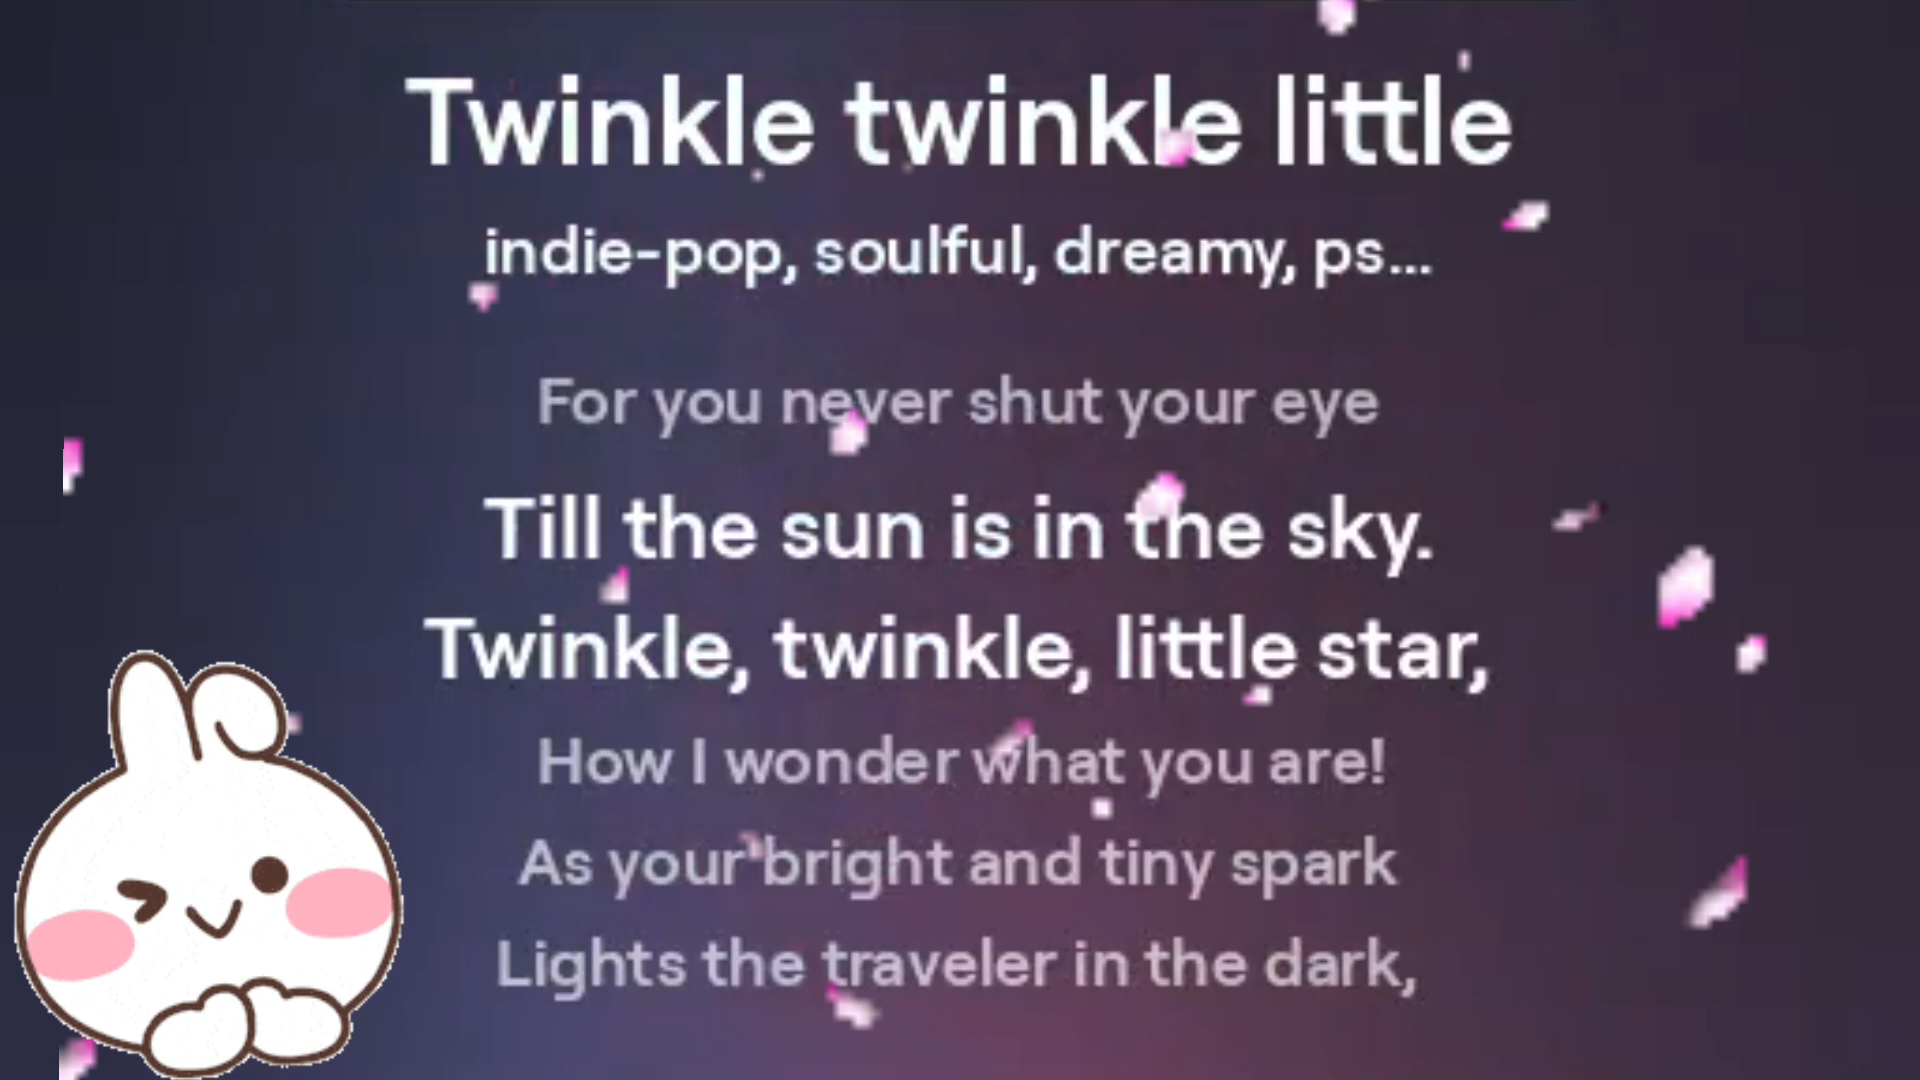 Twinkle twinkle little
indie-pop, soulful, dreamy, ps...
For you never shut your eye
Till the sun is in the sky.
Twinkle, twinkle, little star,
How I wonder what you are!
As your bright and tiny spark
Lights the traveler in the dark,